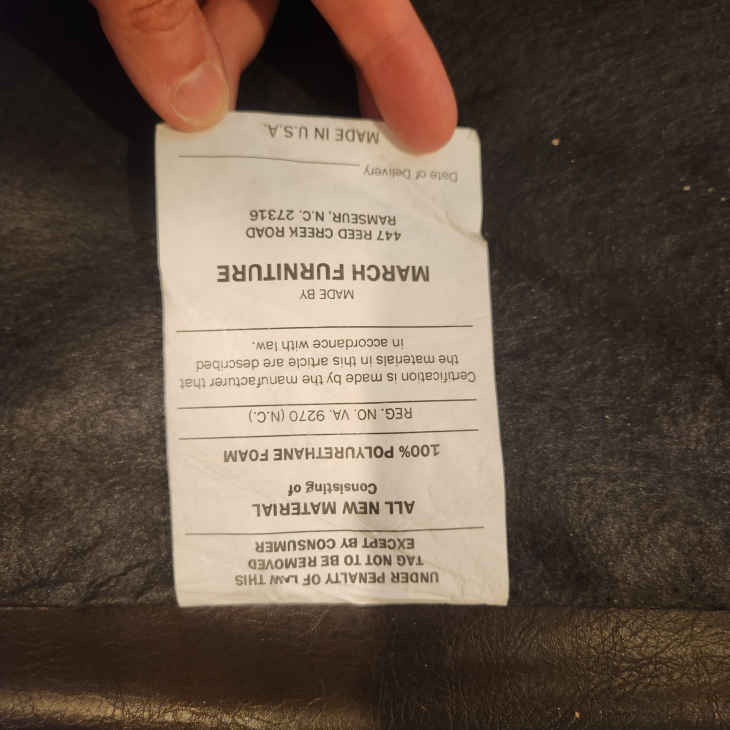 UNDER PENALTY OF LAW THIS
TAG NOT TO BE REMOVED
EXCEPT BY CONSUMER
ALL NEW MATERIAL
Consisting of
100% POLYURETHANE FOAM
REG. NO. VA. 9270 (N.C.)
Certification is made by the manufacturer that
the materials in this article are described
in accordance with law.
MADE BY
MARCH FURNITURE
447 REED CREEK ROAD
RAMSEUR, N.C. 27316
Date of Delivery
MADE IN U.S.A.